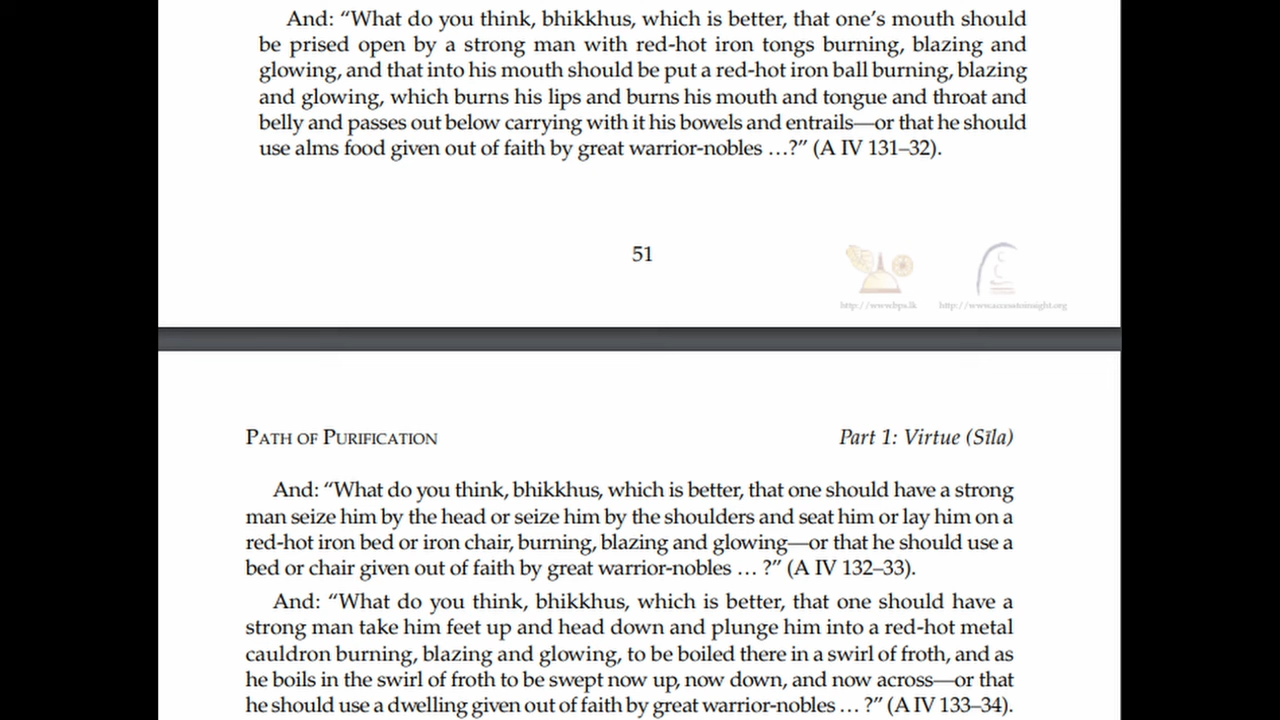 And: “What do you think, bhikkhus, which is better, that one’s mouth should
be prised open by a strong man with red-hot iron tongs burning, blazing and
glowing, and that into his mouth should be put a red-hot iron ball burning, blazing
and glowing, which burns his lips and burns his mouth and tongue and throat and
belly and passes out below carrying with it his bowels and entrails—or that he should
use alms food given out of faith by great warrior-nobles …?” (A IV 131–32).
51
http://www.bps.lk http://www.accesstoinsight.org
PATH OF PURIFICATION Part 1: Virtue (Sīla)
And: “What do you think, bhikkhus, which is better, that one should have a strong
man seize him by the head or seize him by the shoulders and seat him or lay him on a
red-hot iron bed or iron chair, burning, blazing and glowing—or that he should use a
bed or chair given out of faith by great warrior-nobles … ?” (A IV 132–33).
And: “What do you think, bhikkhus, which is better, that one should have a
strong man take him feet up and head down and plunge him into a red-hot metal
cauldron burning, blazing and glowing, to be boiled there in a swirl of froth, and as
he boils in the swirl of froth to be swept now up, now down, and now across—or that
he should use a dwelling given out of faith by great warrior-nobles … ?” (A IV 133–34).